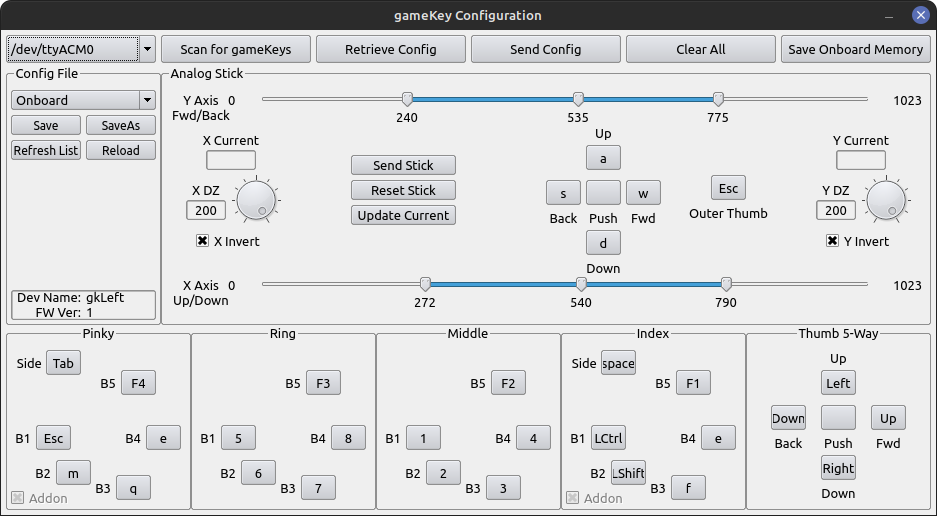 gameKey Configuration
/dev/ttyACM0
Scan for gameKeys
Retrieve Config
Send Config
Clear All
Save Onboard Memory
Config File
Onboard
Save
SaveAs
Refresh List
Reload
Dev Name: gkLeft
FW Ver: 1
Analog Stick
Y Axis 0
Fwd/Back
1023
240
535
775
X Current
X DZ
200
X Invert
Send Stick
Reset Stick
Update Current
Up
a
s
w
Back
Push
Fwd
d
Down
Esc
Outer Thumb
Y Current
Y DZ
200
Y Invert
X Axis 0
Up/Down
1023
272
540
790
Pinky
Side Tab
B5 F4
B1 Esc
B4 e
B2 m
B3 q
Addon
Ring
B5 F3
B1 5
B4 8
B2 6
B3 7
Middle
B5 F2
B1 1
B4 4
B2 2
B3 3
Index
Side space
B5 F1
B1 LCtrl
B4 e
B2 LShift
B3 f
Addon
Thumb 5-Way
Up
Left
Down
Up
Back
Push
Fwd
Right
Down